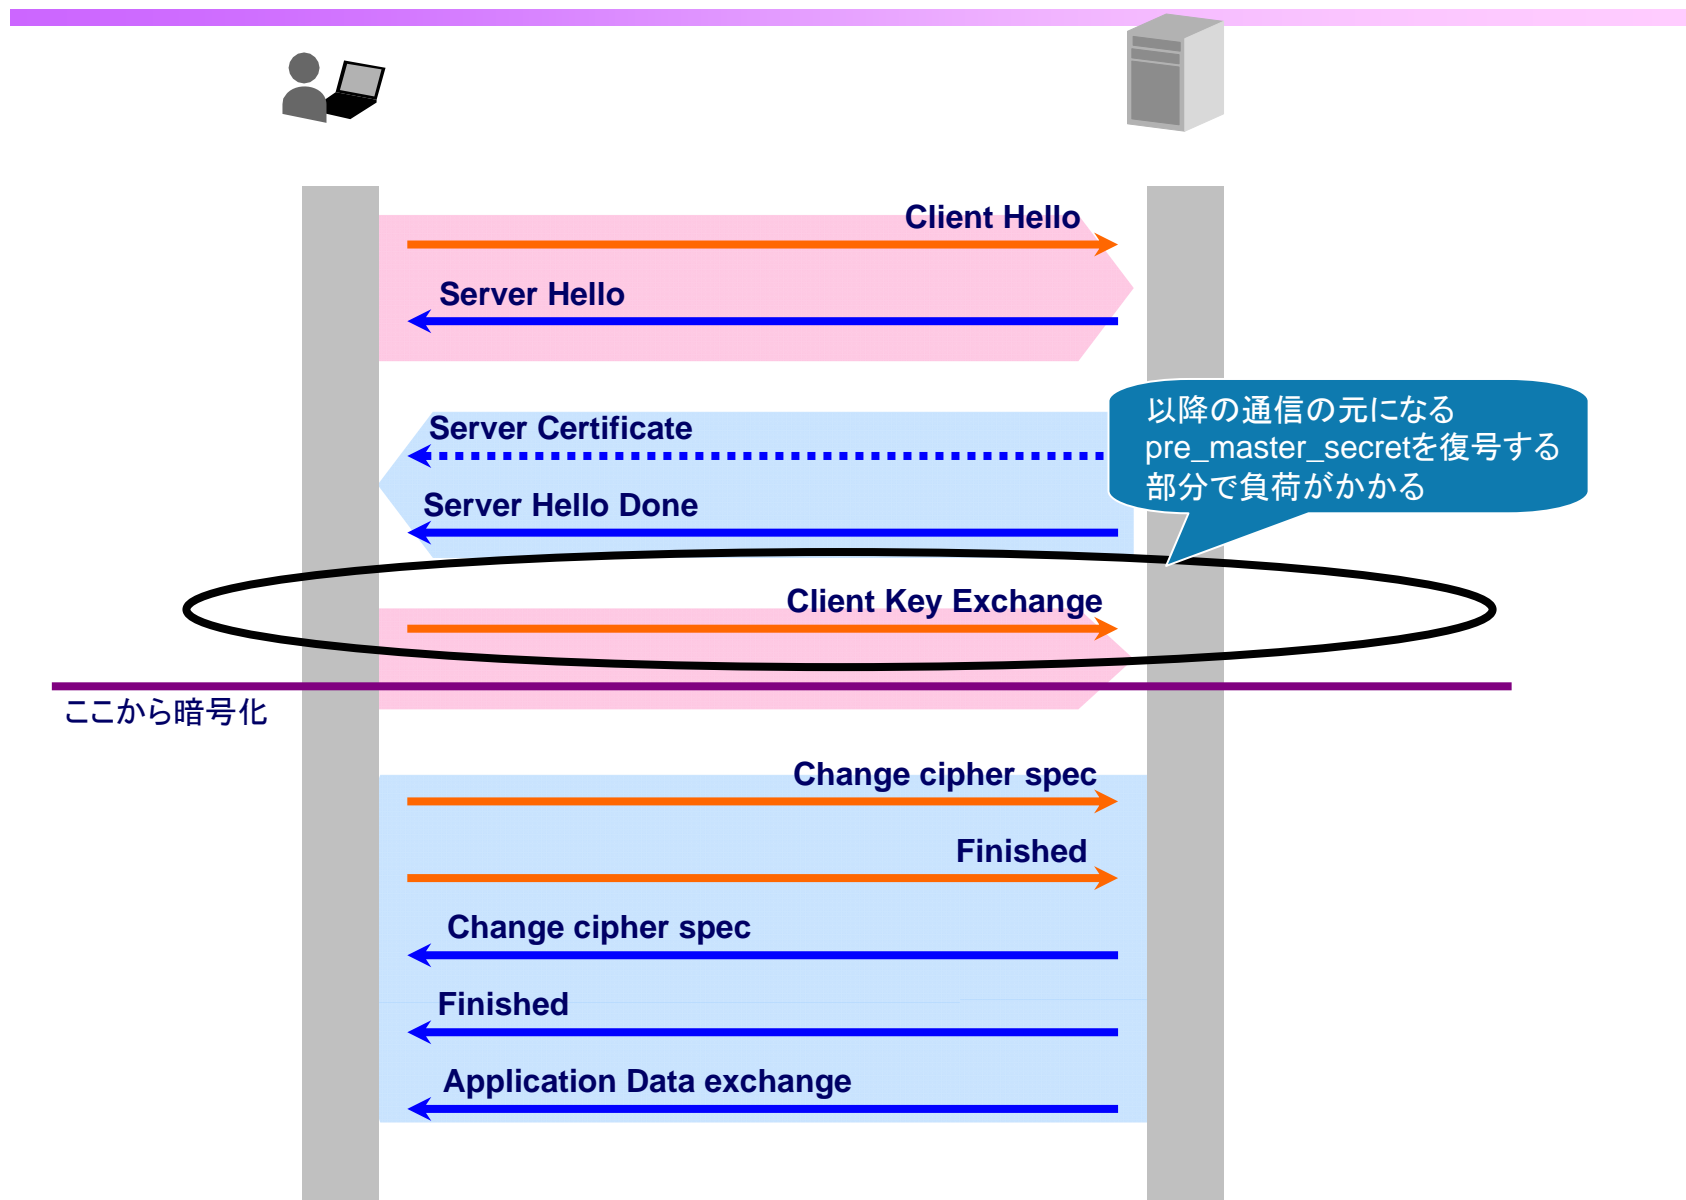 Client Hello
Server Hello
以降の通信の元になる
pre_master_secretを復号する
部分で負荷がかかる
Server Certificate
Server Hello Done
Client Key Exchange
ここから暗号化
Change cipher spec
Finished
Change cipher spec
Finished
Application Data exchange